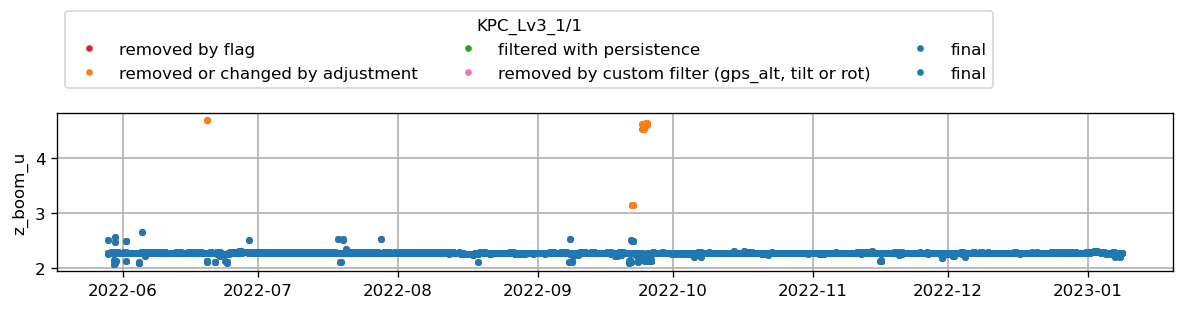 KPC_Lv3_1/1
removed by flag
filtered with persistence
final
removed or changed by adjustment
removed by custom filter (gps_alt, tilt or rot)
final
z_boom_u
4
3
2
2022-06 2022-07 2022-08 2022-09 2022-10 2022-11 2022-12 2023-01